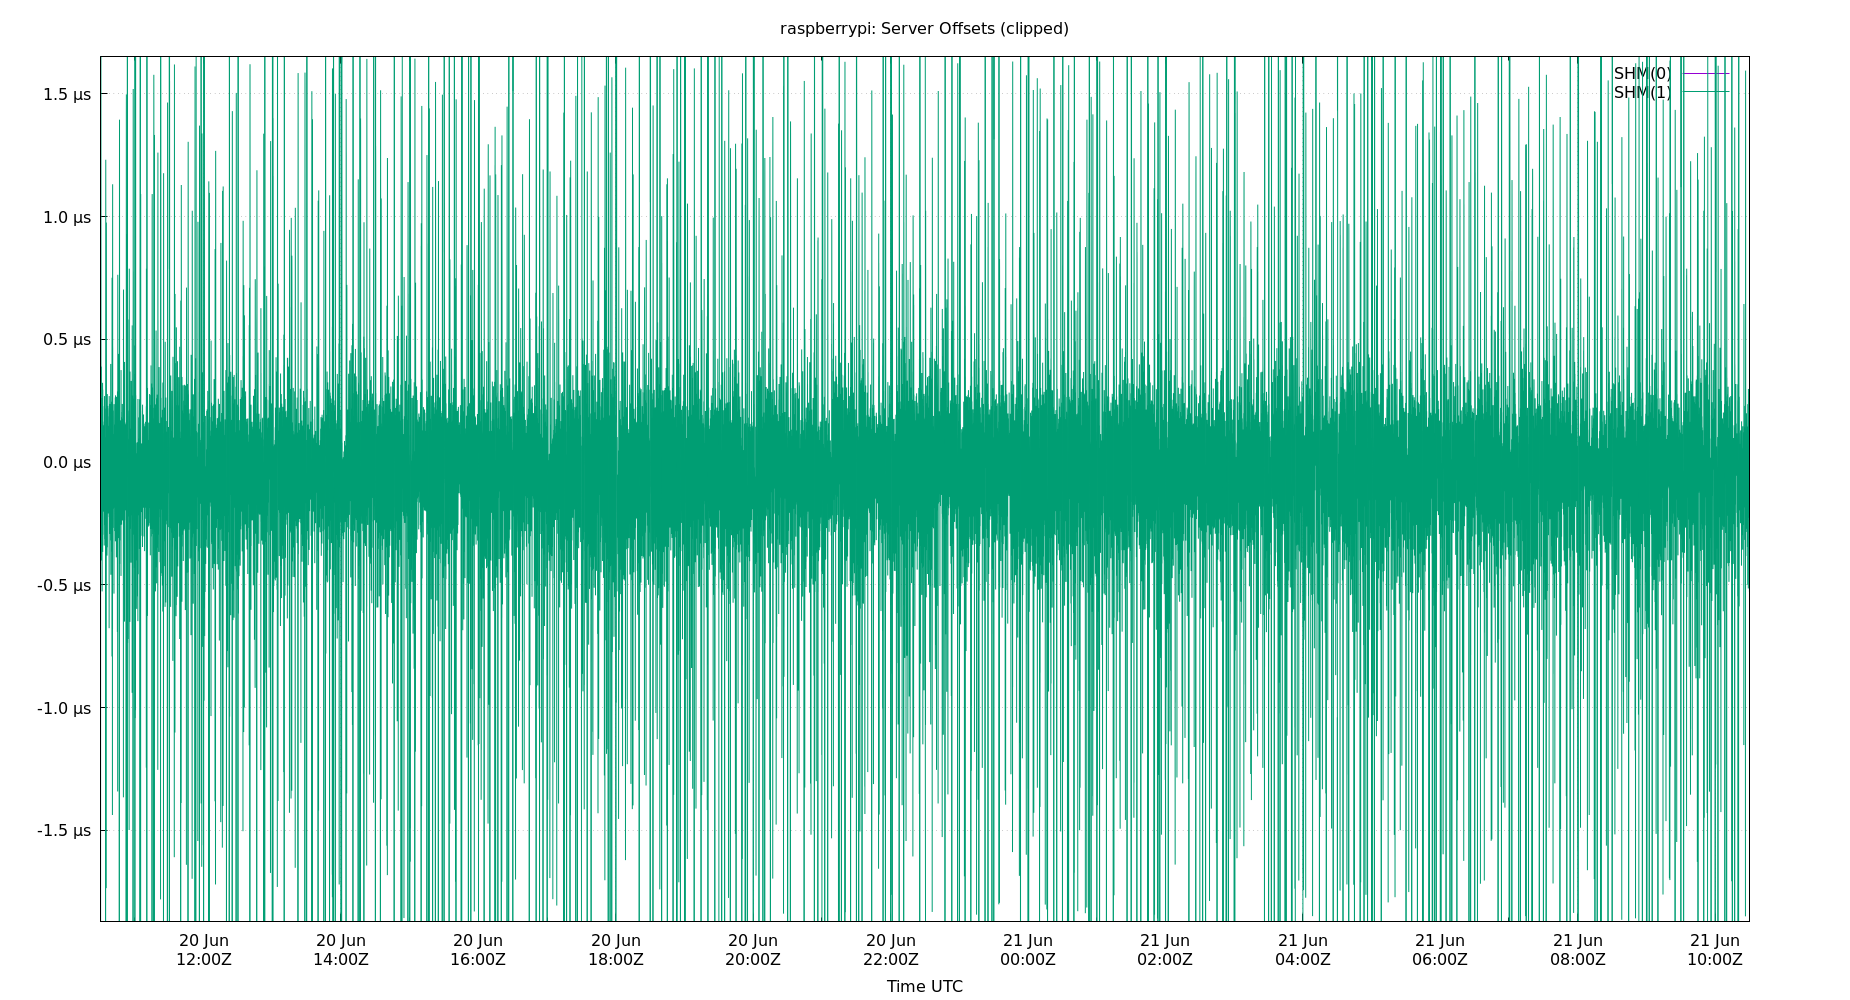 raspberrypi: Server Offsets (clipped)
SHM(0)
SHM(1)
1.5 µs
1.0 µs
0.5 µs
0.0 µs
-0.5 µs
-1.0 µs
-1.5 µs
20 Jun 20 Jun 20 Jun 20 Jun 20 Jun 20 Jun 21 Jun 21 Jun 21 Jun 21 Jun 21 Jun 21 Jun
12:00Z 14:00Z 16:00Z 18:00Z 20:00Z 22:00Z 00:00Z 02:00Z 04:00Z 06:00Z 08:00Z 10:00Z
Time UTC